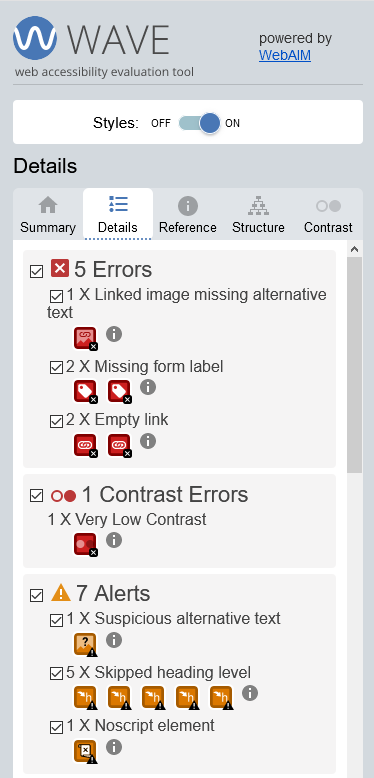 WAVE
powered by
WebAIM
web accessibility evaluation tool
Styles: OFF ON
Details
Summary Details Reference Structure Contrast
5 Errors
1 X Linked image missing alternative
text
2 X Missing form label
2 X Empty link
1 Contrast Errors
1 X Very Low Contrast
7 Alerts
1 X Suspicious alternative text
5 X Skipped heading level
1 X Noscript element